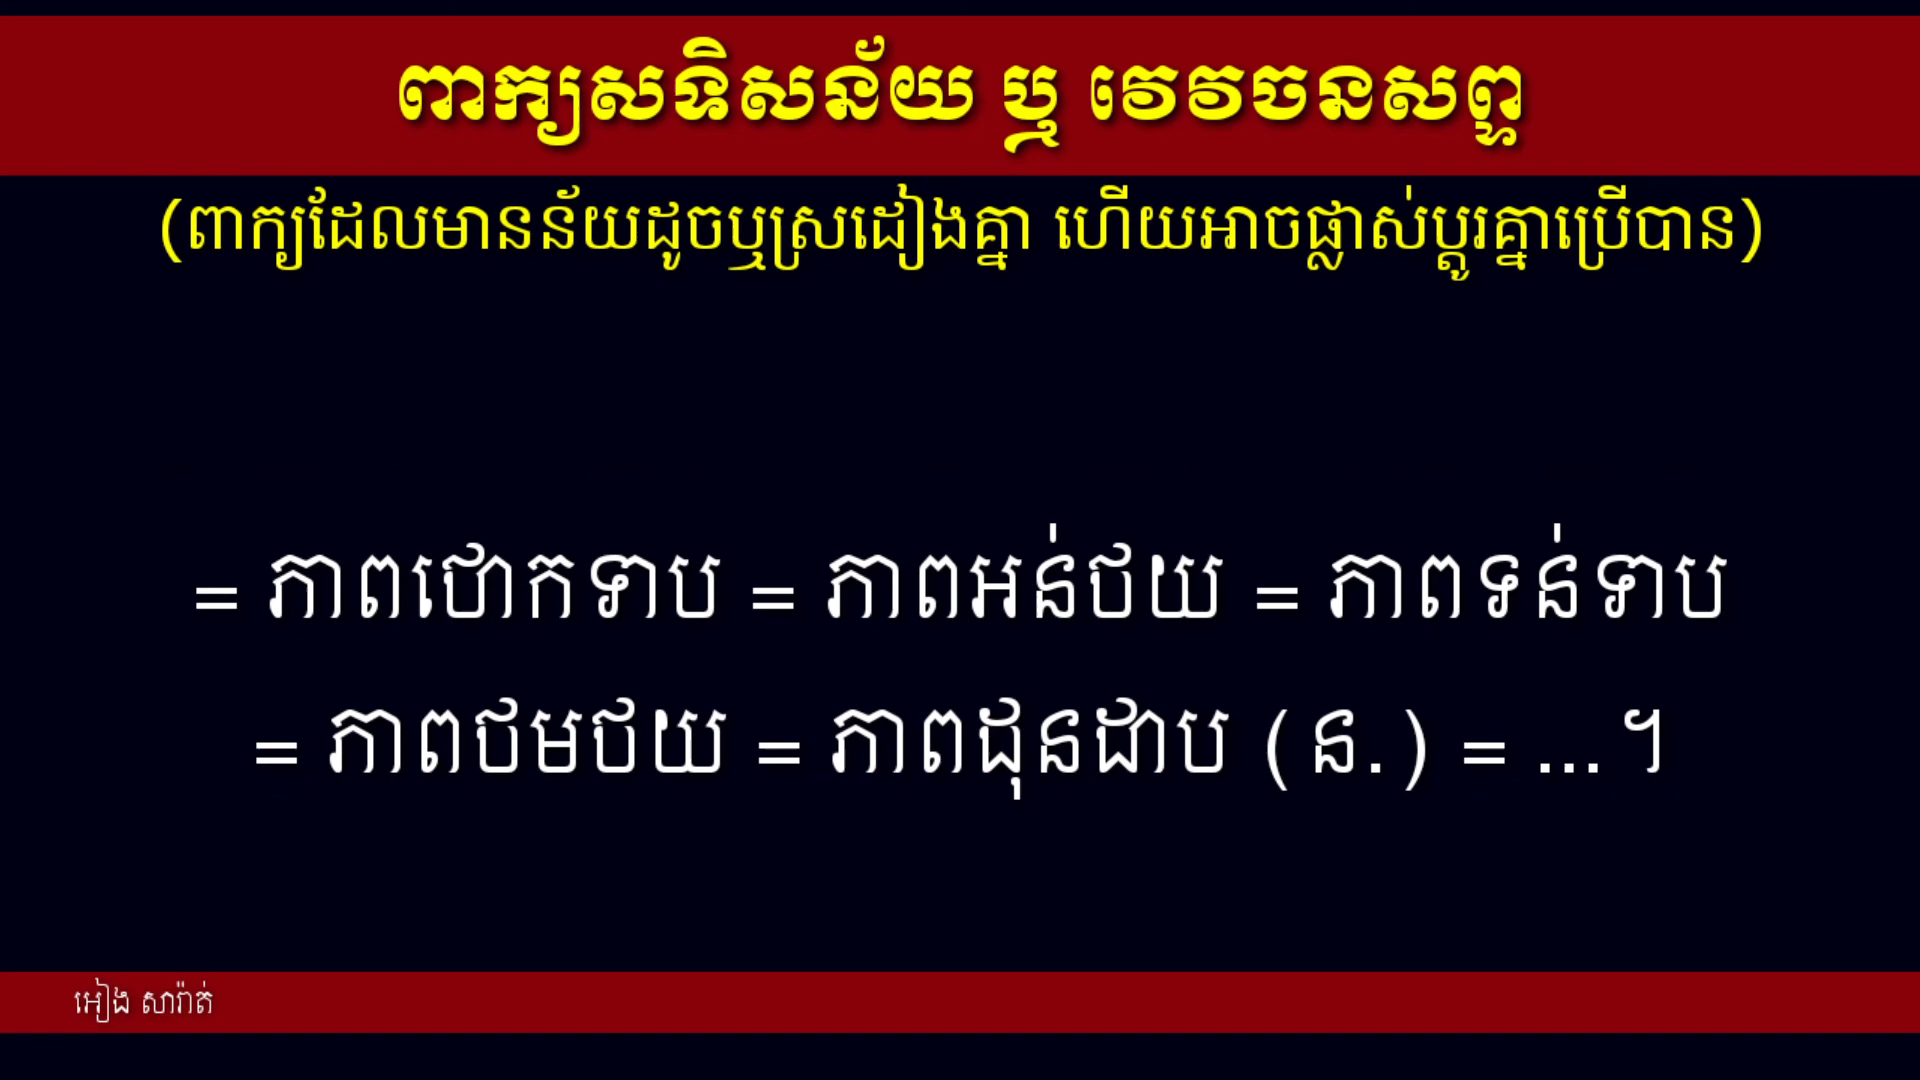 ពាក្យសទិសន័យ ឬ វេវចនសព្ទ
(ពាក្យដែលមានន័យដូចឬស្រដៀងគ្នា ហើយអាចផ្លាស់ប្តូរគ្នាប្រើបាន)
= ភាពថោកទាប = ភាពអន់ថយ = ភាពទន់ទាប
= ភាពថមថយ = ភាពដុនដាប (ន.) = ...។
អៀង សារ៉ាត់